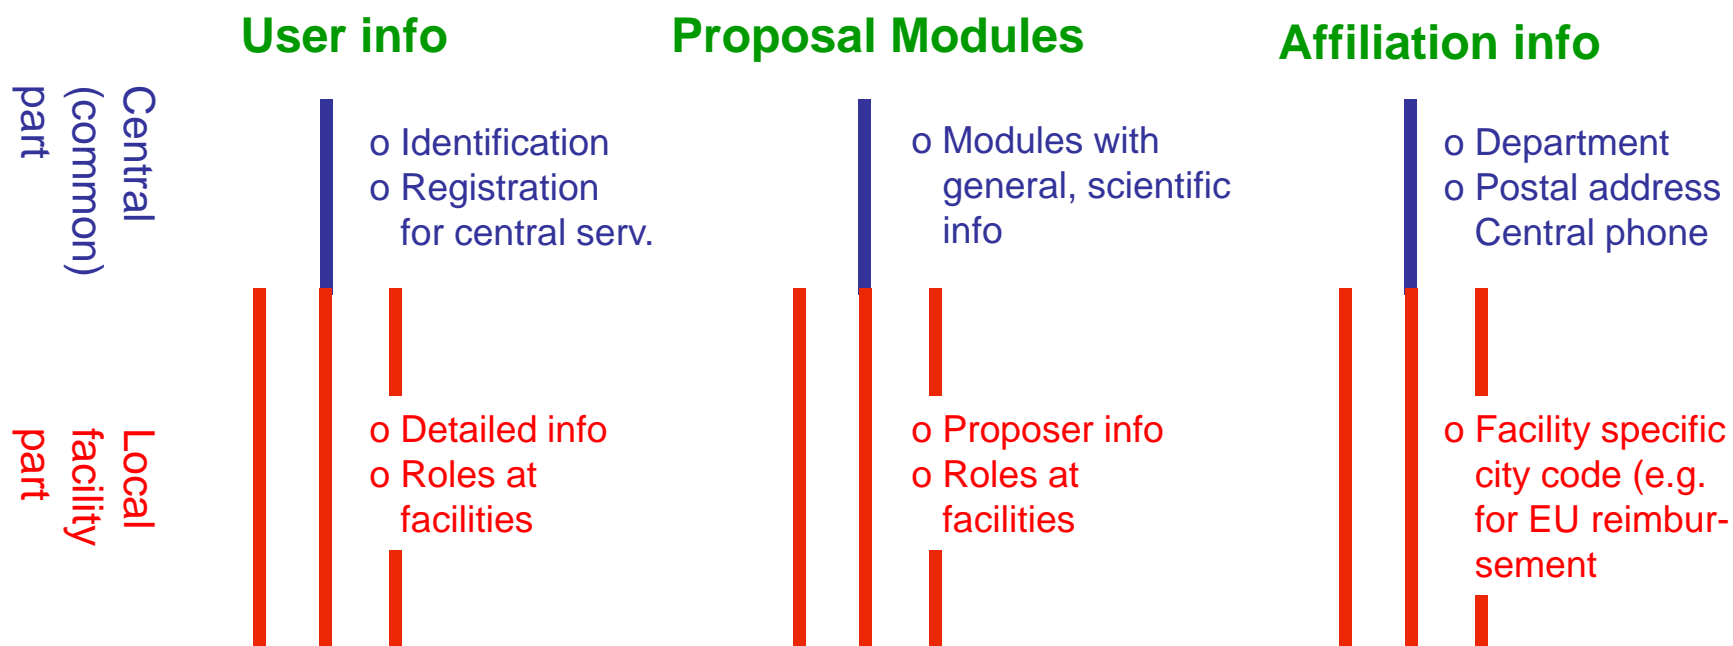 User info
Proposal Modules
Affiliation info
Central
(common)
part
o Identification
o Registration
for central serv.
o Modules with
general, scientific
info
o Department
o Postal address
Central phone
Local
facility
part
o Detailed info
o Roles at
facilities
o Proposer info
o Roles at
facilities
o Facility specific
city code (e.g.
for EU reimbur-
sement